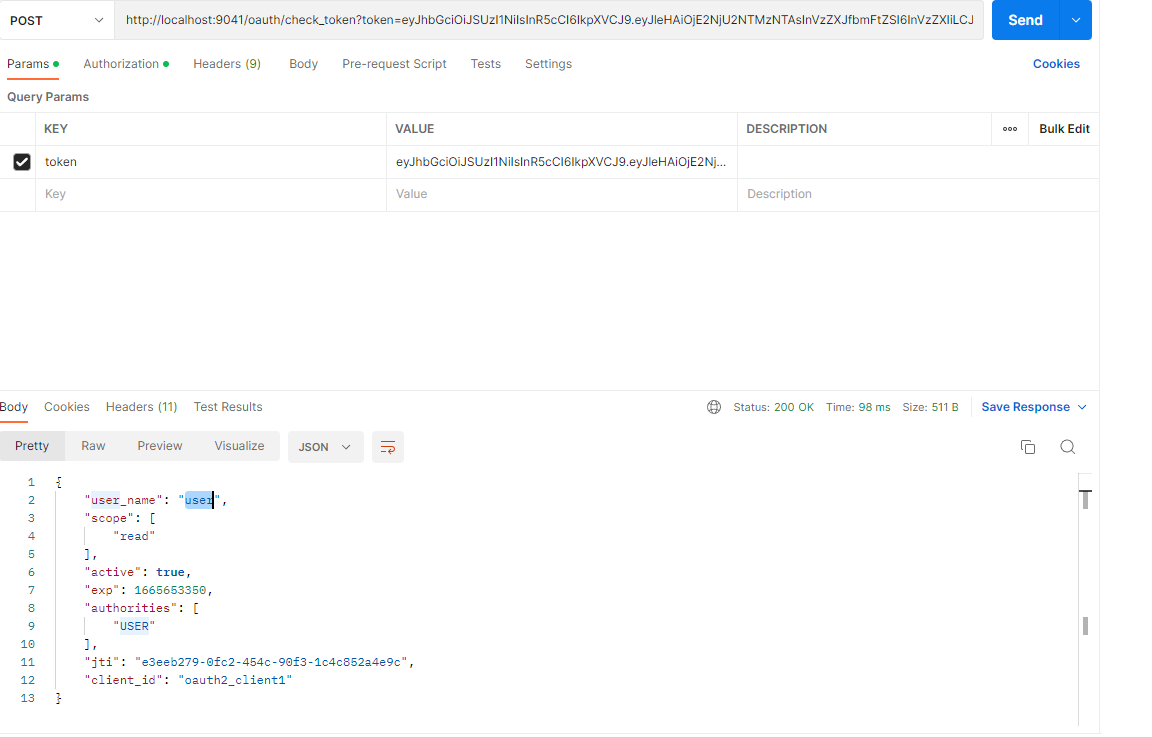 POST http://localhost:9041/oauth/check_token?token=eyJhbGciOiJSUzI1NiIsInR5cCI6IkpXVCJ9.eyJleHAiOjE2NjU2NTMzNTAsInVzZXJfbmFtZSI6InVzZXIiLCJ Send
Params Authorization Headers (9) Body Pre-request Script Tests Settings Cookies
Query Params
KEY VALUE DESCRIPTION ooo Bulk Edit
token eyJhbGciOiJSUzI1NiIsInR5cCI6IkpXVCJ9.eyJleHAiOjE2Nj...
Key Value Description
Body Cookies Headers (11) Test Results Status: 200 OK Time: 98 ms Size: 511 B Save Response
Pretty Raw Preview Visualize JSON
1 {
2 "user_name": "user",
3 "scope": [
4 "read"
5 ],
6 "active": true,
7 "exp": 1665653350,
8 "authorities": [
9 "USER"
10 ],
11 "jti": "e3eeb279-0fc2-454c-90f3-1c4c852a4e9c",
12 "client_id": "oauth2_client1"
13 }